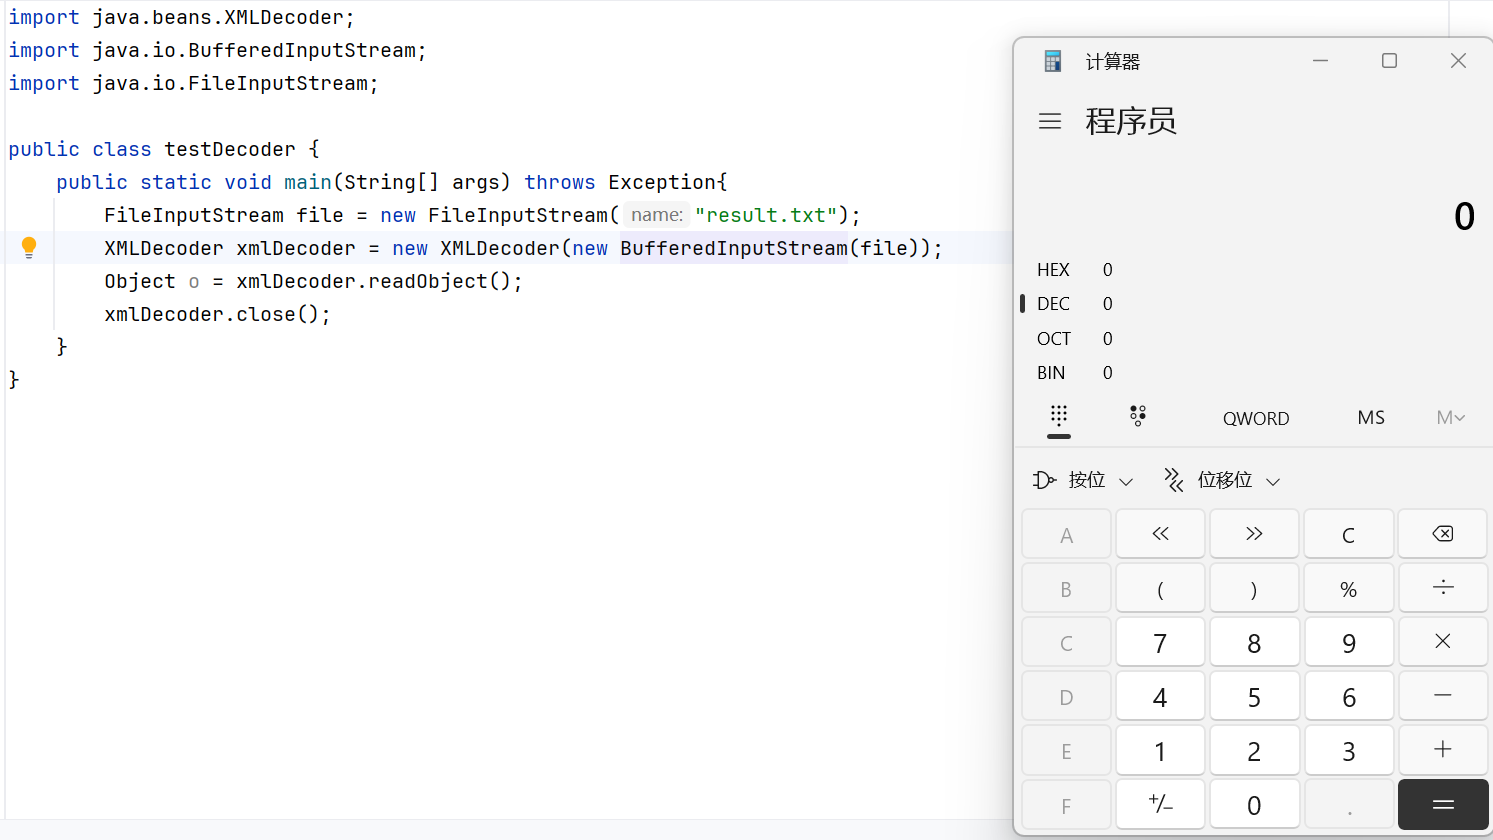 import java.beans.XMLDecoder;
import java.io.BufferedInputStream;
import java.io.FileInputStream;
public class testDecoder {
    public static void main(String[] args) throws Exception{
        FileInputStream file = new FileInputStream( name: "result.txt");
        XMLDecoder xmlDecoder = new XMLDecoder(new BufferedInputStream(file));
        Object o = xmlDecoder.readObject();
        xmlDecoder.close();
    }
}
计算器
程序员
0
HEX 0
DEC 0
OCT 0
BIN 0
QWORD MS M
按位 位移位
A « » C
B ( ) % ÷
C 7 8 9 ×
D 4 5 6 −
E 1 2 3 +
F +/− 0 . =